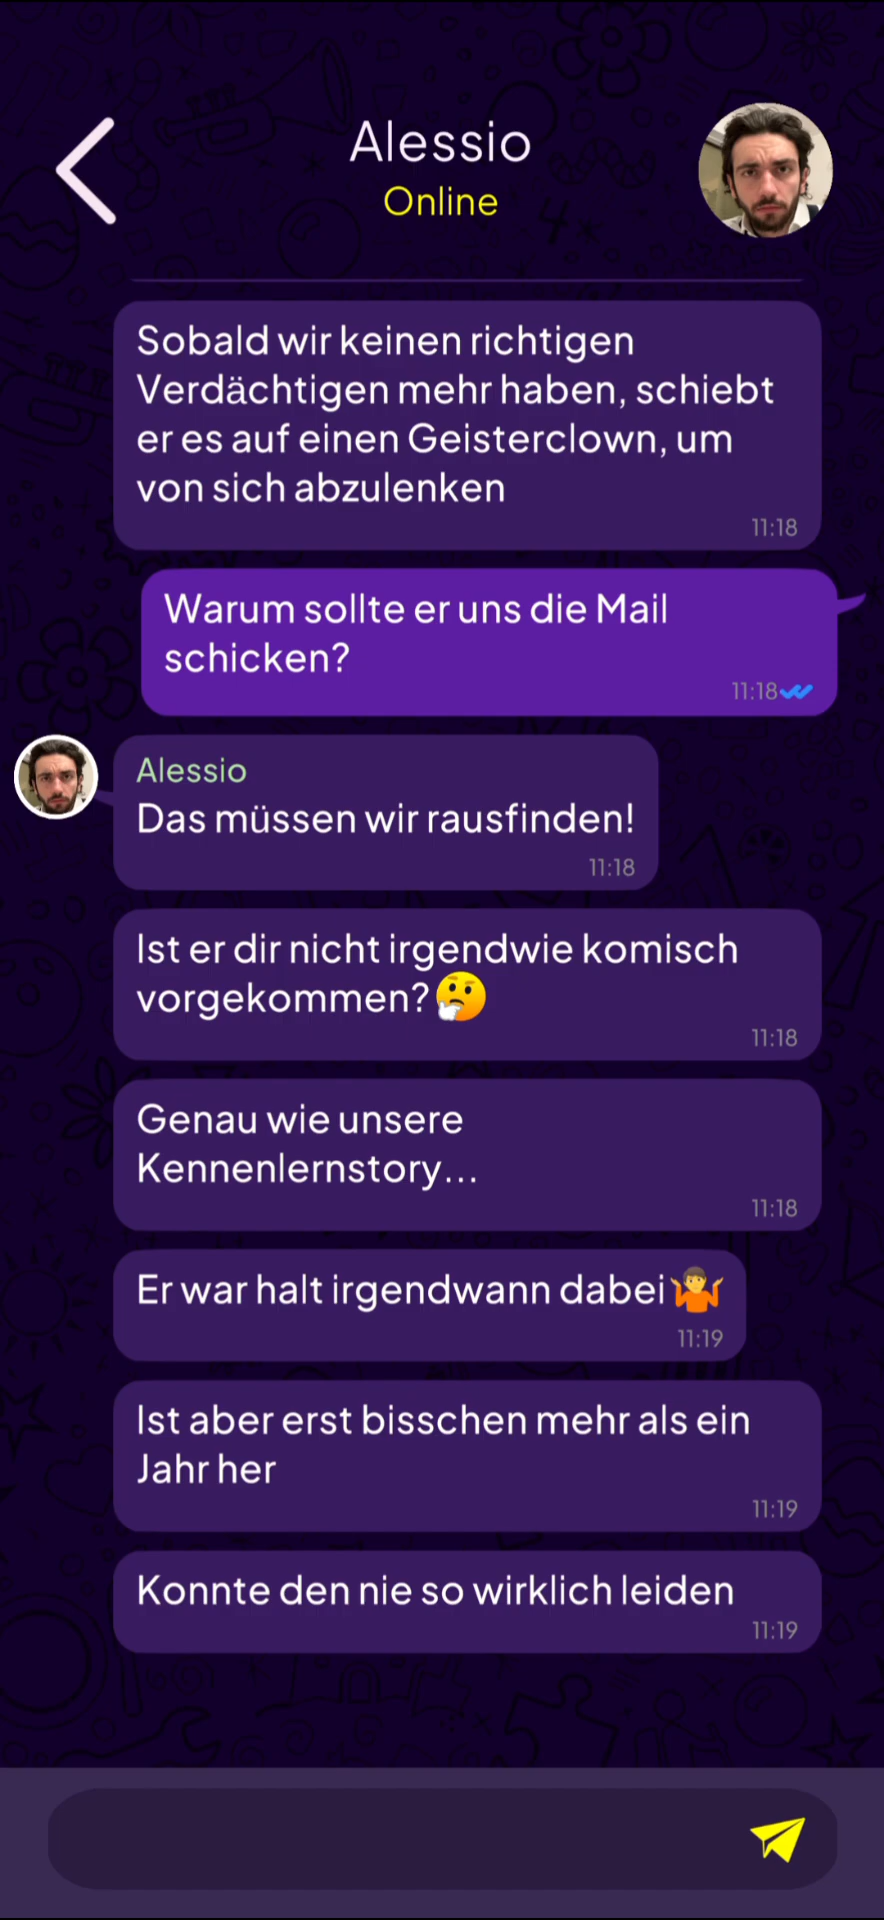 Alessio
Online
Sobald wir keinen richtigen
Verdächtigen mehr haben, schiebt
er es auf einen Geisterclown, um
von sich abzulenken
11:18
Warum sollte er uns die Mail
schicken?
11:18
Alessio
Das müssen wir rausfinden!
11:18
Ist er dir nicht irgendwie komisch
vorgekommen?🤔
11:18
Genau wie unsere
Kennenlernstory...
11:18
Er war halt irgendwann dabei🤷
11:19
Ist aber erst bisschen mehr als ein
Jahr her
11:19
Konnte den nie so wirklich leiden
11:19